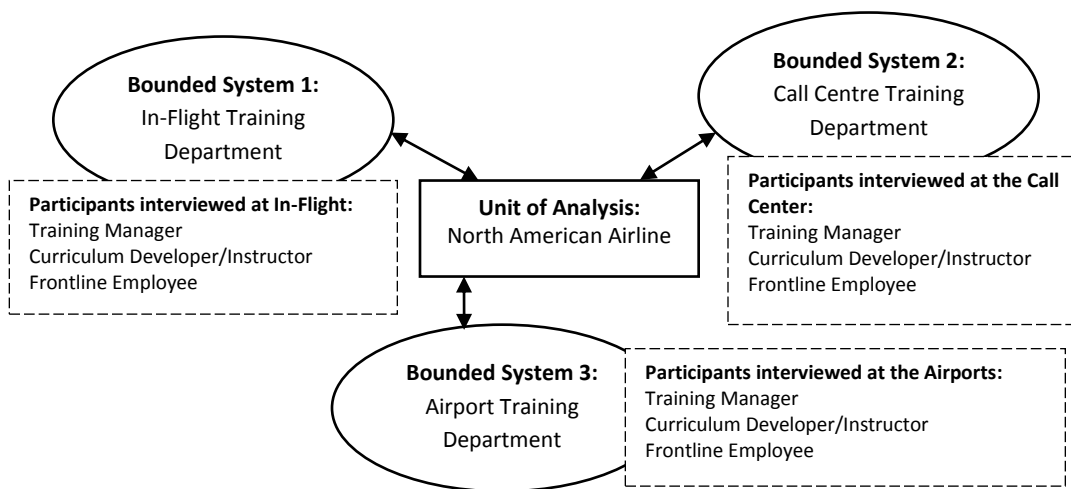 Bounded System 1:
In-Flight Training
Department
Bounded System 2:
Call Centre Training
Department
Participants interviewed at In-Flight:
Training Manager
Curriculum Developer/Instructor
Frontline Employee
Unit of Analysis:
North American Airline
Participants interviewed at the Call
Center:
Training Manager
Curriculum Developer/Instructor
Frontline Employee
Bounded System 3:
Airport Training
Department
Participants interviewed at the Airports:
Training Manager
Curriculum Developer/Instructor
Frontline Employee